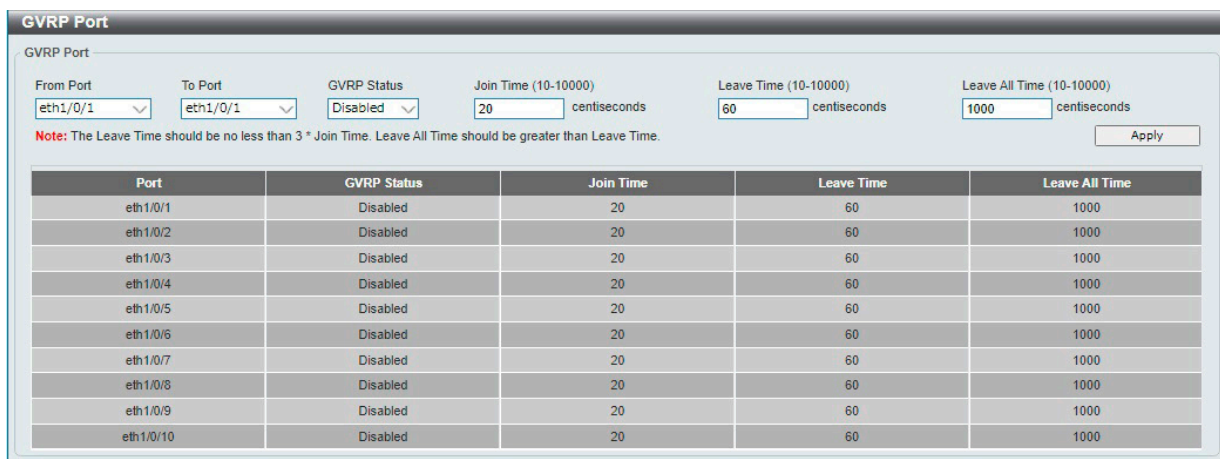 GVRP Port
GVRP Port
From Port To Port GVRP Status Join Time (10-10000) Leave Time (10-10000) Leave All Time (10-10000)
eth1/0/1 eth1/0/1 Disabled 20 centiseconds 60 centiseconds 1000 centiseconds
Note: The Leave Time should be no less than 3 * Join Time. Leave All Time should be greater than Leave Time. Apply
Port GVRP Status Join Time Leave Time Leave All Time
eth1/0/1 Disabled 20 60 1000
eth1/0/2 Disabled 20 60 1000
eth1/0/3 Disabled 20 60 1000
eth1/0/4 Disabled 20 60 1000
eth1/0/5 Disabled 20 60 1000
eth1/0/6 Disabled 20 60 1000
eth1/0/7 Disabled 20 60 1000
eth1/0/8 Disabled 20 60 1000
eth1/0/9 Disabled 20 60 1000
eth1/0/10 Disabled 20 60 1000